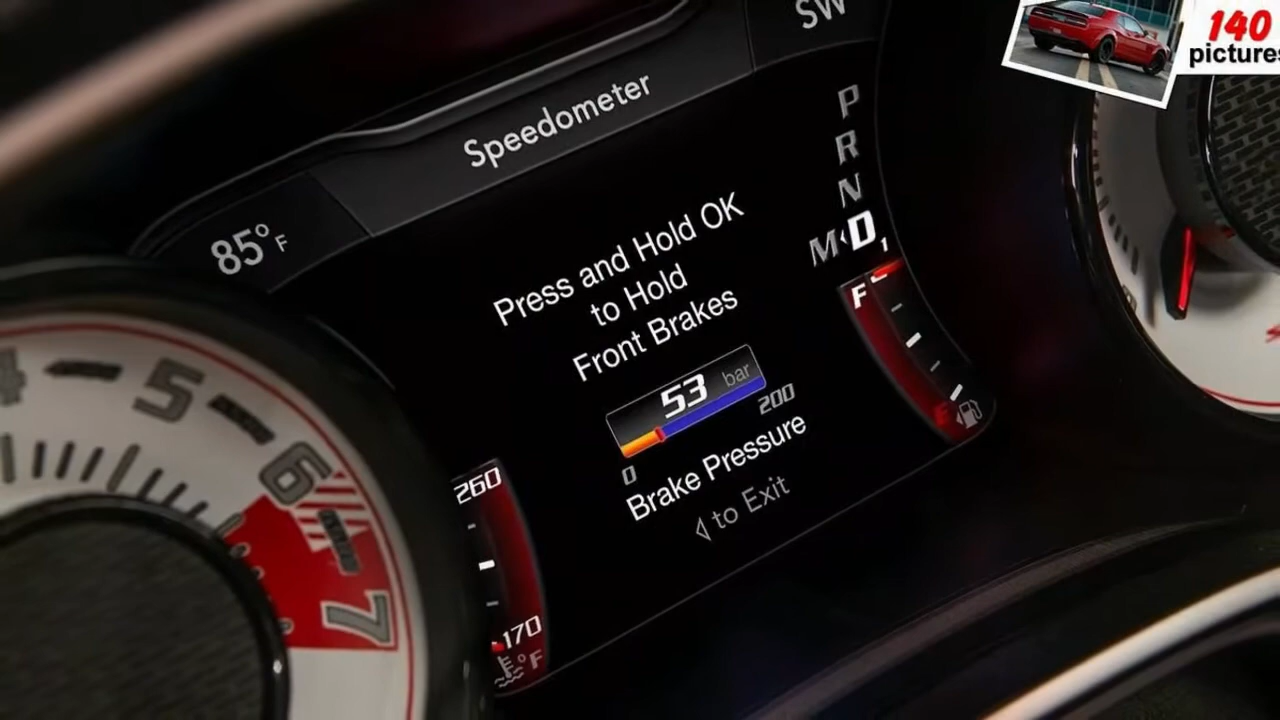 140
pictures
SW
Speedometer
85°F
P
R
N
M‹D
1
Press and Hold OK
to Hold
Front Brakes
53 bar
0
200
Brake Pressure
◁ to Exit
F
E
260
170
°F
4
5
6
7